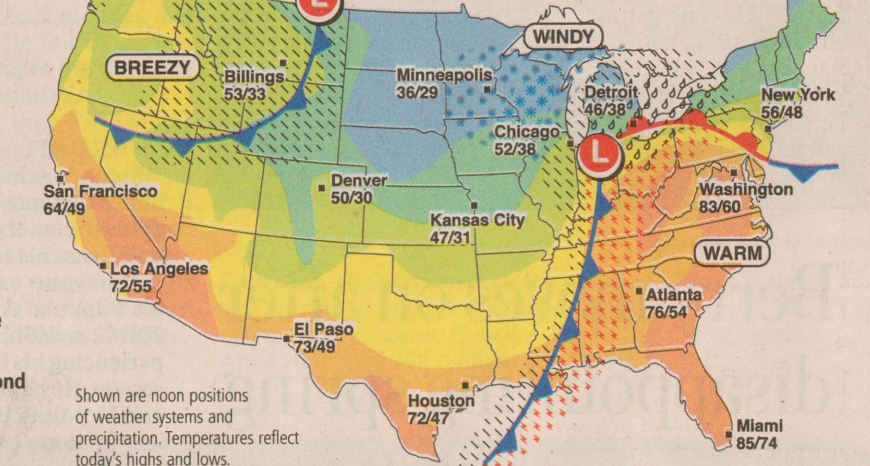 L
WINDY
BREEZY
Billings
53/33
Minneapolis
36/29
Detroit
46/38
New York
56/48
Chicago
52/38
L
San Francisco
64/49
Denver
50/30
Kansas City
47/31
Washington
83/60
WARM
Los Angeles
72/55
Atlanta
76/54
El Paso
73/49
ond
Shown are noon positions
of weather systems and
precipitation. Temperatures reflect
today's highs and lows.
Houston
72/47
Miami
85/74